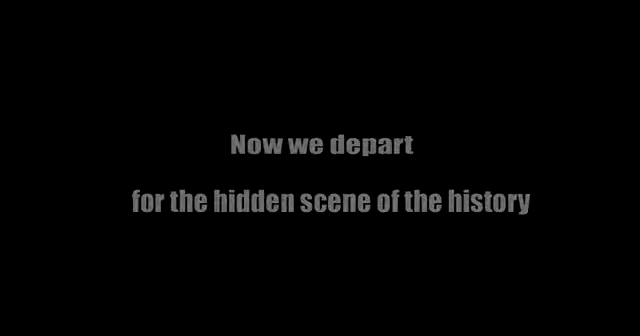 Now we depart
for the hidden scene of the history